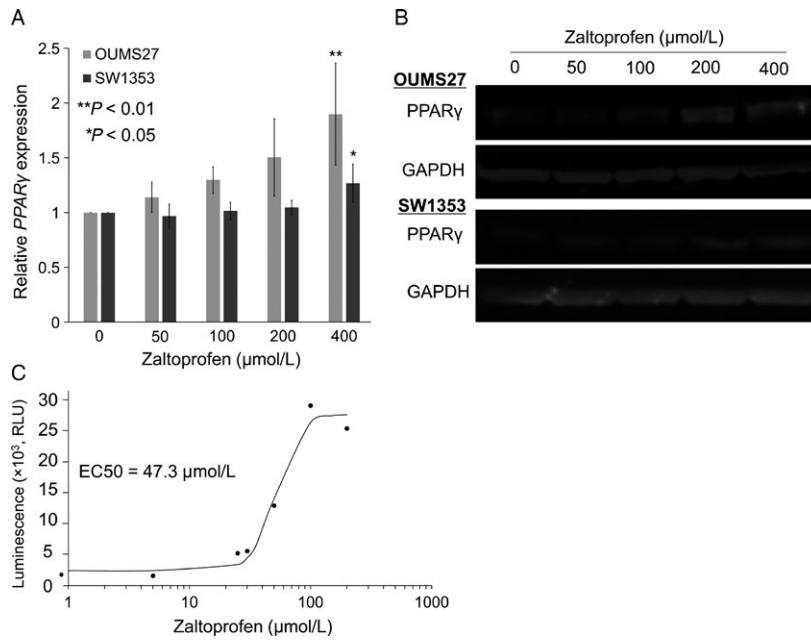 A
Relative PPARγ expression
2.5
2
1.5
1
0.5
0
OUMS27
SW1353
**P < 0.01
*P < 0.05
**
*
0 50 100 200 400
Zaltoprofen (μmol/L)
B
Zaltoprofen (μmol/L)
0 50 100 200 400
OUMS27
PPARγ
GAPDH
SW1353
PPARγ
GAPDH
C
Luminescence (×10³, RLU)
30
25
20
15
10
5
0
EC50 = 47.3 μmol/L
1 10 100 1000
Zaltoprofen (μmol/L)